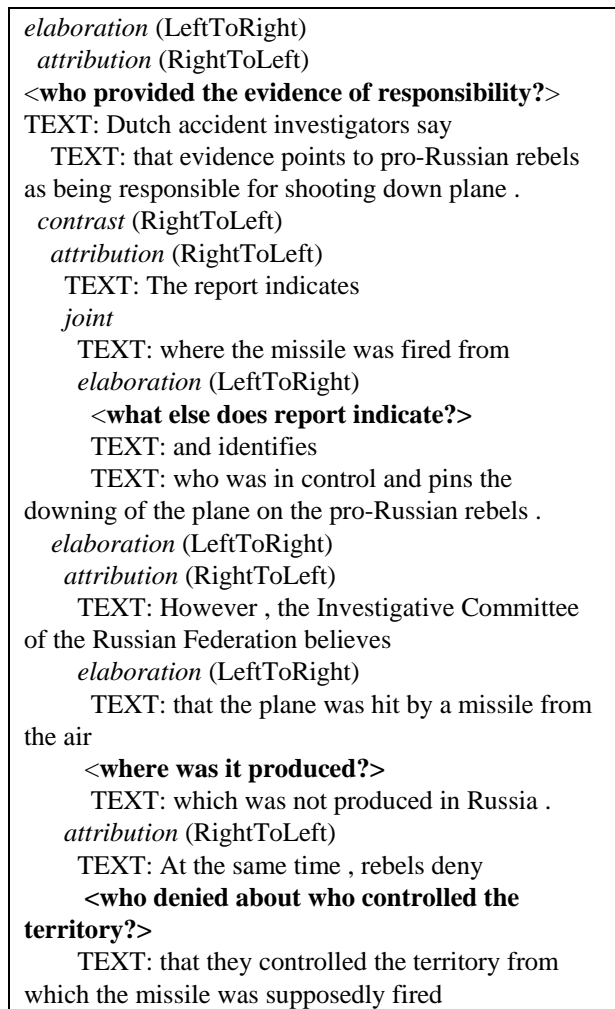 elaboration (LeftToRight)
attribution (RightToLeft)
<who provided the evidence of responsibility?>
TEXT: Dutch accident investigators say
TEXT: that evidence points to pro-Russian rebels
as being responsible for shooting down plane .
contrast (RightToLeft)
attribution (RightToLeft)
TEXT: The report indicates
joint
TEXT: where the missile was fired from
elaboration (LeftToRight)
<what else does report indicate?>
TEXT: and identifies
TEXT: who was in control and pins the
downing of the plane on the pro-Russian rebels .
elaboration (LeftToRight)
attribution (RightToLeft)
TEXT: However , the Investigative Committee
of the Russian Federation believes
elaboration (LeftToRight)
TEXT: that the plane was hit by a missile from
the air
<where was it produced?>
TEXT: which was not produced in Russia .
attribution (RightToLeft)
TEXT: At the same time , rebels deny
<who denied about who controlled the
territory?>
TEXT: that they controlled the territory from
which the missile was supposedly fired